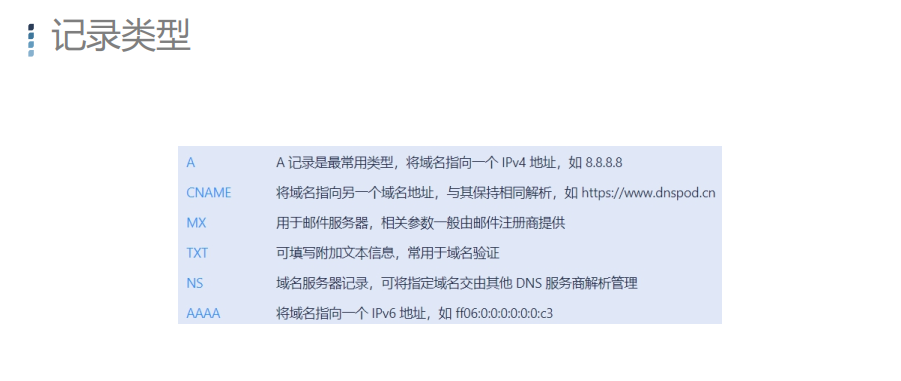 记录类型
A A 记录是最常用类型，将域名指向一个 IPv4 地址，如 8.8.8.8
CNAME 将域名指向另一个域名地址，与其保持相同解析，如 https://www.dnspod.cn
MX 用于邮件服务器，相关参数一般由邮件注册商提供
TXT 可填写附加文本信息，常用于域名验证
NS 域名服务器记录，可将指定域名交由其他 DNS 服务商解析管理
AAAA 将域名指向一个 IPv6 地址，如 ff06:0:0:0:0:0:0:c3